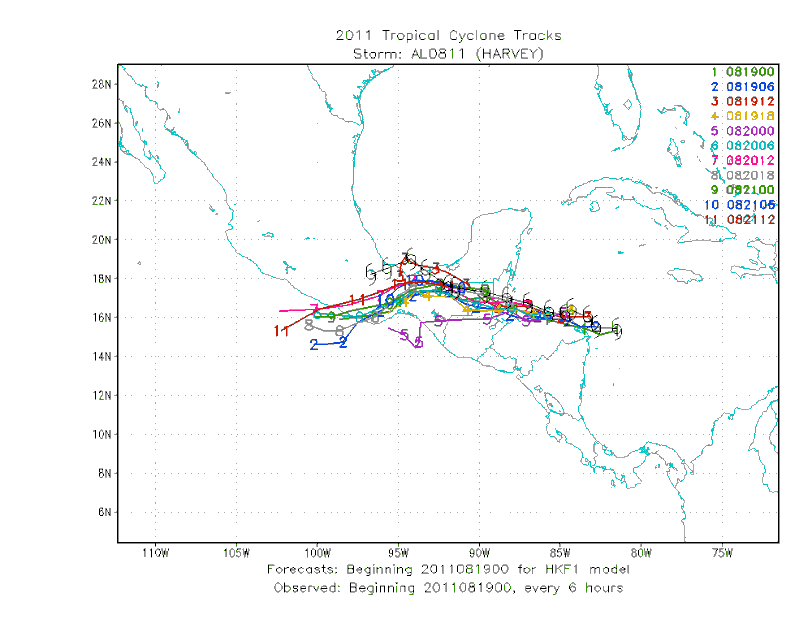 2011 Tropical Cyclone Tracks
Storm: AL0811 (HARVEY)
1 081900
2 081906
3 081912
4 081918
5 082000
6 082006
7 082012
8 082018
9 082100
10 082106
11 082112
28N
26N
24N
22N
20N
18N
16N
14N
12N
10N
8N
6N
110W
105W
100W
95W
90W
85W
80W
75W
Forecasts: Beginning 2011081900 for HKF1 model
Observed: Beginning 2011081900, every 6 hours